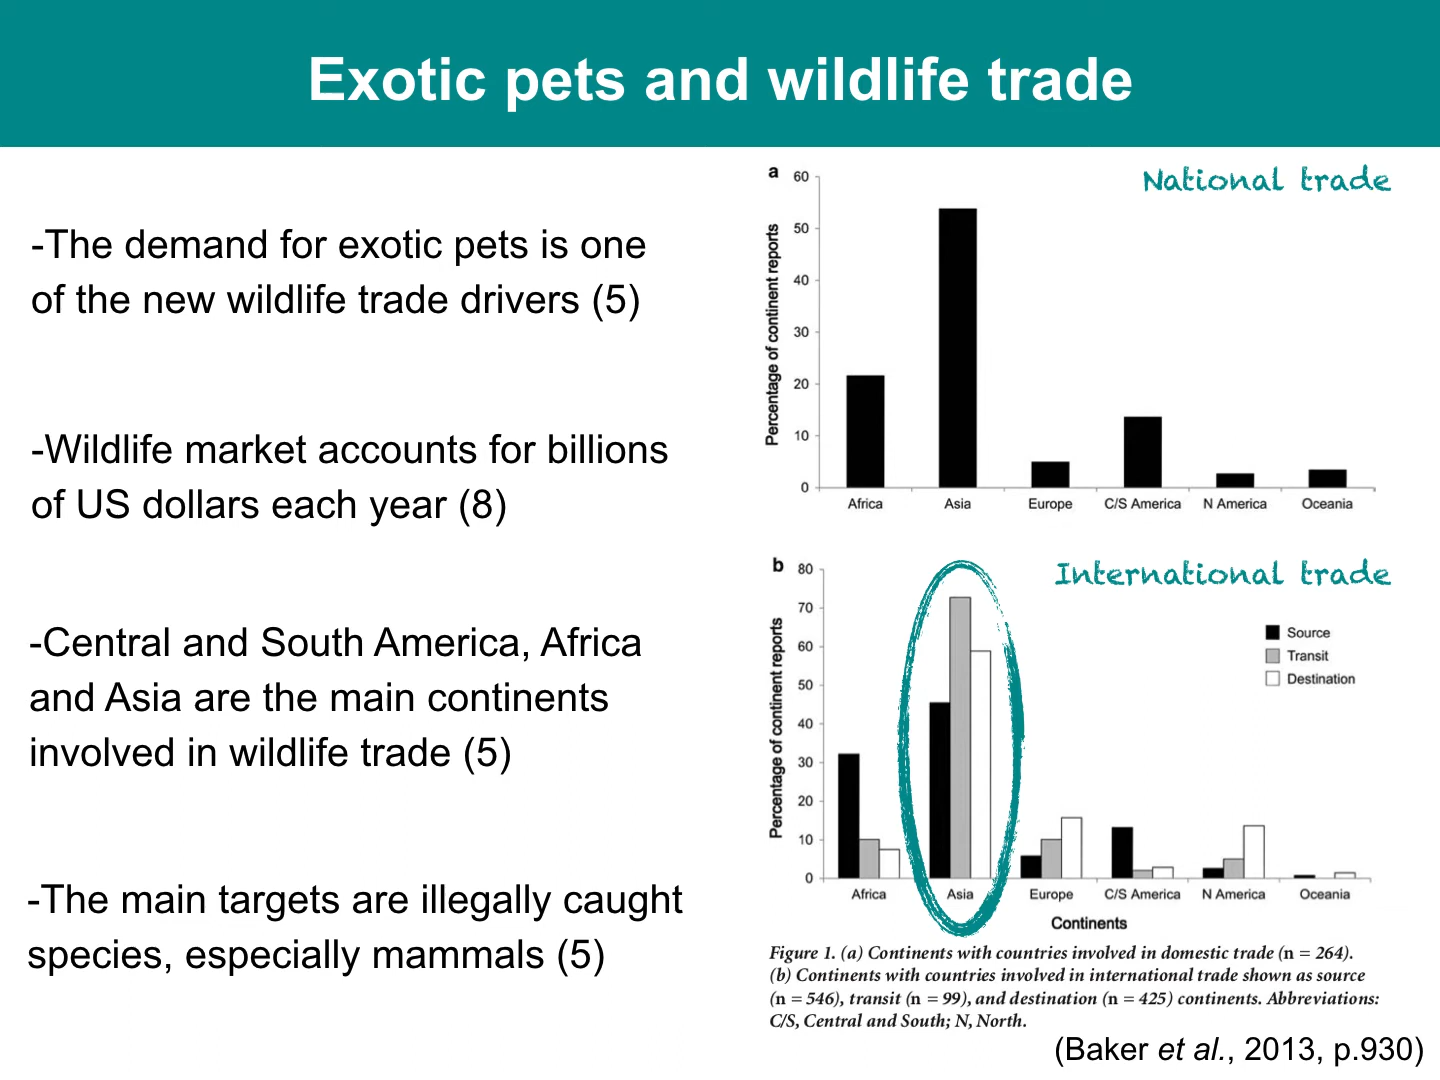 Exotic pets and wildlife trade
-The demand for exotic pets is one
of the new wildlife trade drivers (5)
-Wildlife market accounts for billions
of US dollars each year (8)
-Central and South America, Africa
and Asia are the main continents
involved in wildlife trade (5)
-The main targets are illegally caught
species, especially mammals (5)
a
National trade
Percentage of continent reports
60
50
40
30
20
10
0
Africa Asia Europe C/S America N America Oceania
b
International trade
Percentage of continent reports
80
70
60
50
40
30
20
10
0
Source
Transit
Destination
Africa Asia Europe C/S America N America Oceania
Continents
Figure 1. (a) Continents with countries involved in domestic trade (n = 264).
(b) Continents with countries involved in international trade shown as source
(n = 546), transit (n = 99), and destination (n = 425) continents. Abbreviations:
C/S, Central and South; N, North.
(Baker et al., 2013, p.930)